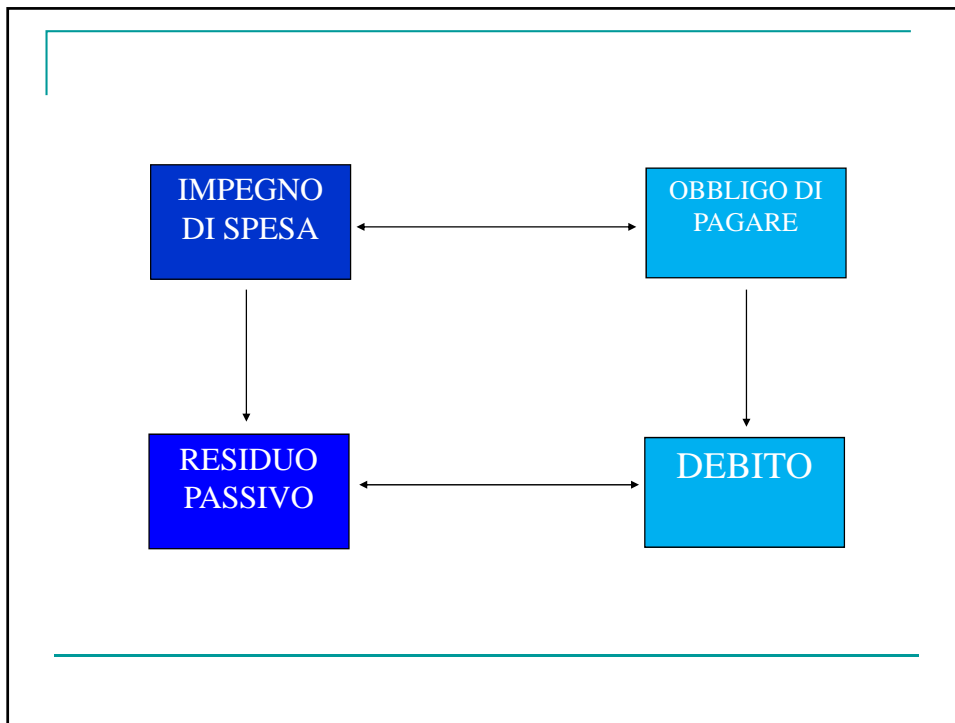 IMPEGNO
DI SPESA
OBBLIGO DI
PAGARE
RESIDUO
PASSIVO
DEBITO